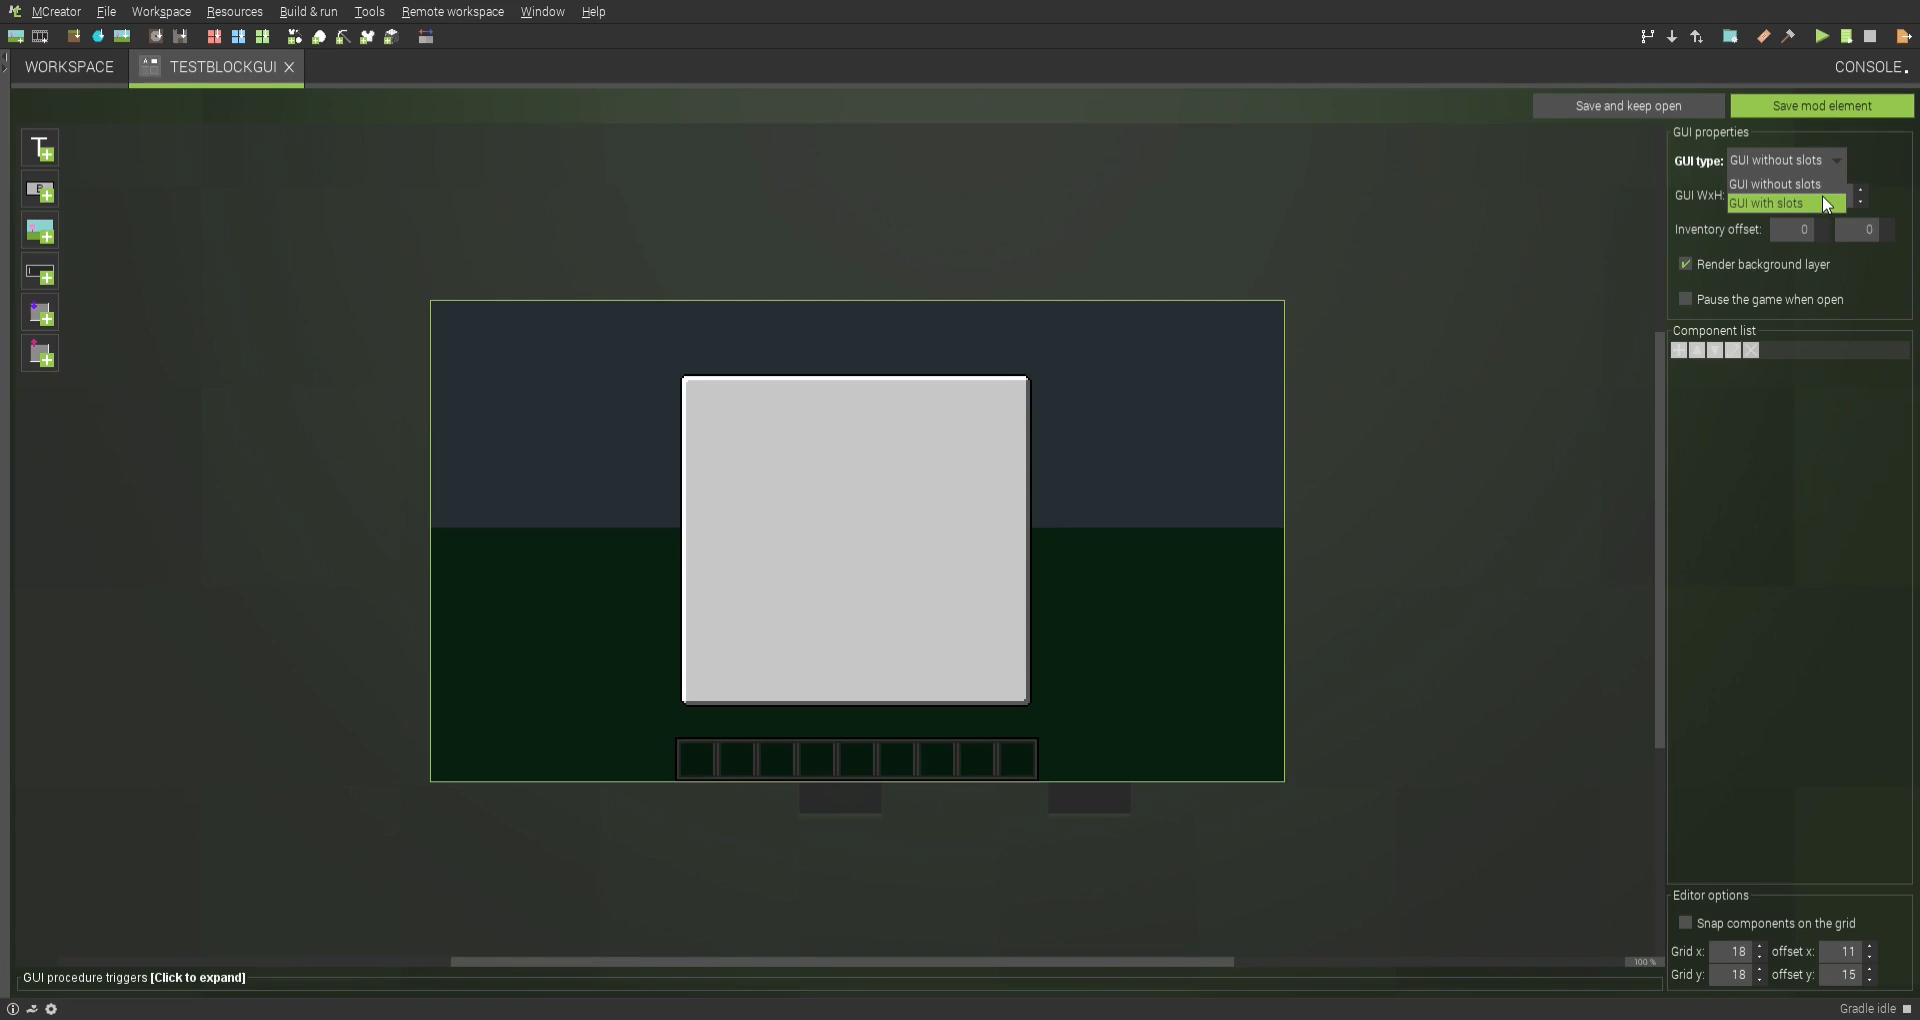 MCreator File Workspace Resources Build & run Tools Remote workspace Window Help
WORKSPACE TESTBLOCKGUI CONSOLE
Save and keep open Save mod element
GUI properties
GUI type: GUI without slots
GUI without slots
GUI WxH:
GUI with slots
Inventory offset: 0 0
Render background layer
Pause the game when open
Component list
Editor options
Snap components on the grid
Grid x: 18 offset x: 11
100 %
Grid y: 18 offset y: 15
GUI procedure triggers [Click to expand]
Gradle idle